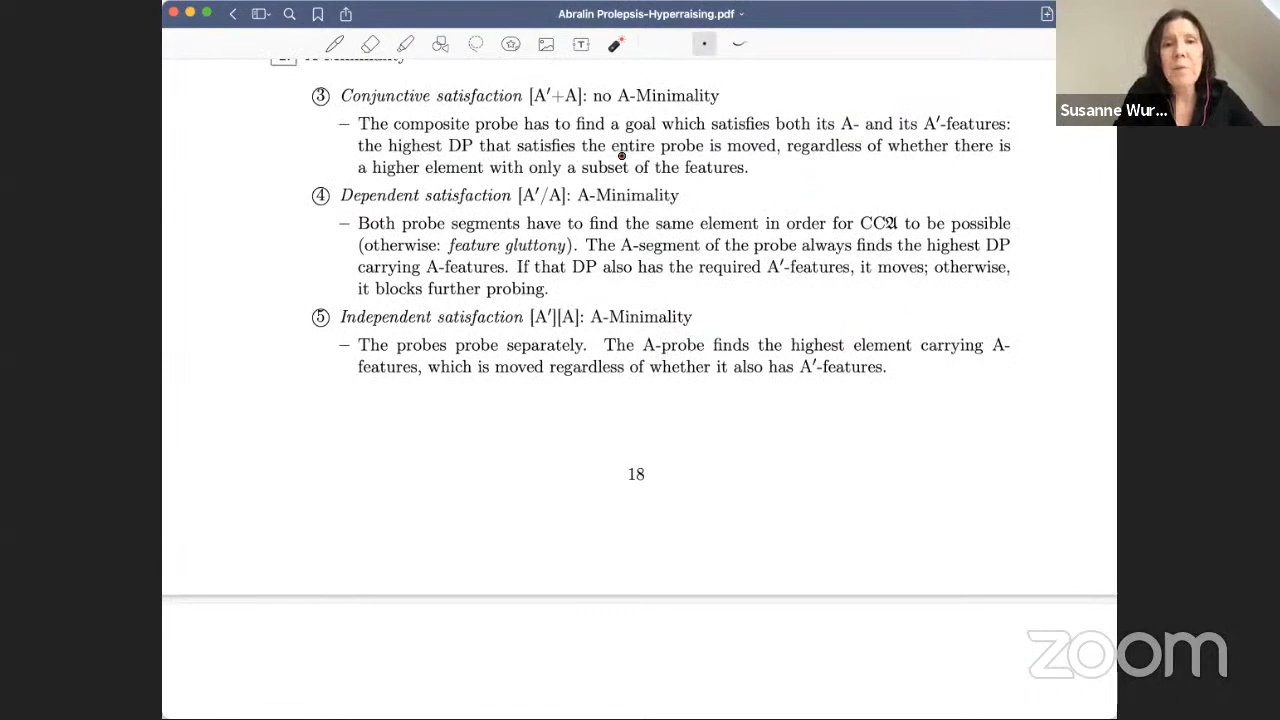 Abralin Prolepsis-Hyperraising.pdf
③ Conjunctive satisfaction [A′+A]: no A-Minimality
– The composite probe has to find a goal which satisfies both its A- and its A′-features:
the highest DP that satisfies the entire probe is moved, regardless of whether there is
a higher element with only a subset of the features.
④ Dependent satisfaction [A′/A]: A-Minimality
– Both probe segments have to find the same element in order for CC𝔄 to be possible
(otherwise: feature gluttony). The A-segment of the probe always finds the highest DP
carrying A-features. If that DP also has the required A′-features, it moves; otherwise,
it blocks further probing.
⑤ Independent satisfaction [A′][A]: A-Minimality
– The probes probe separately. The A-probe finds the highest element carrying A-
features, which is moved regardless of whether it also has A′-features.
18
Susanne Wur...
zoom